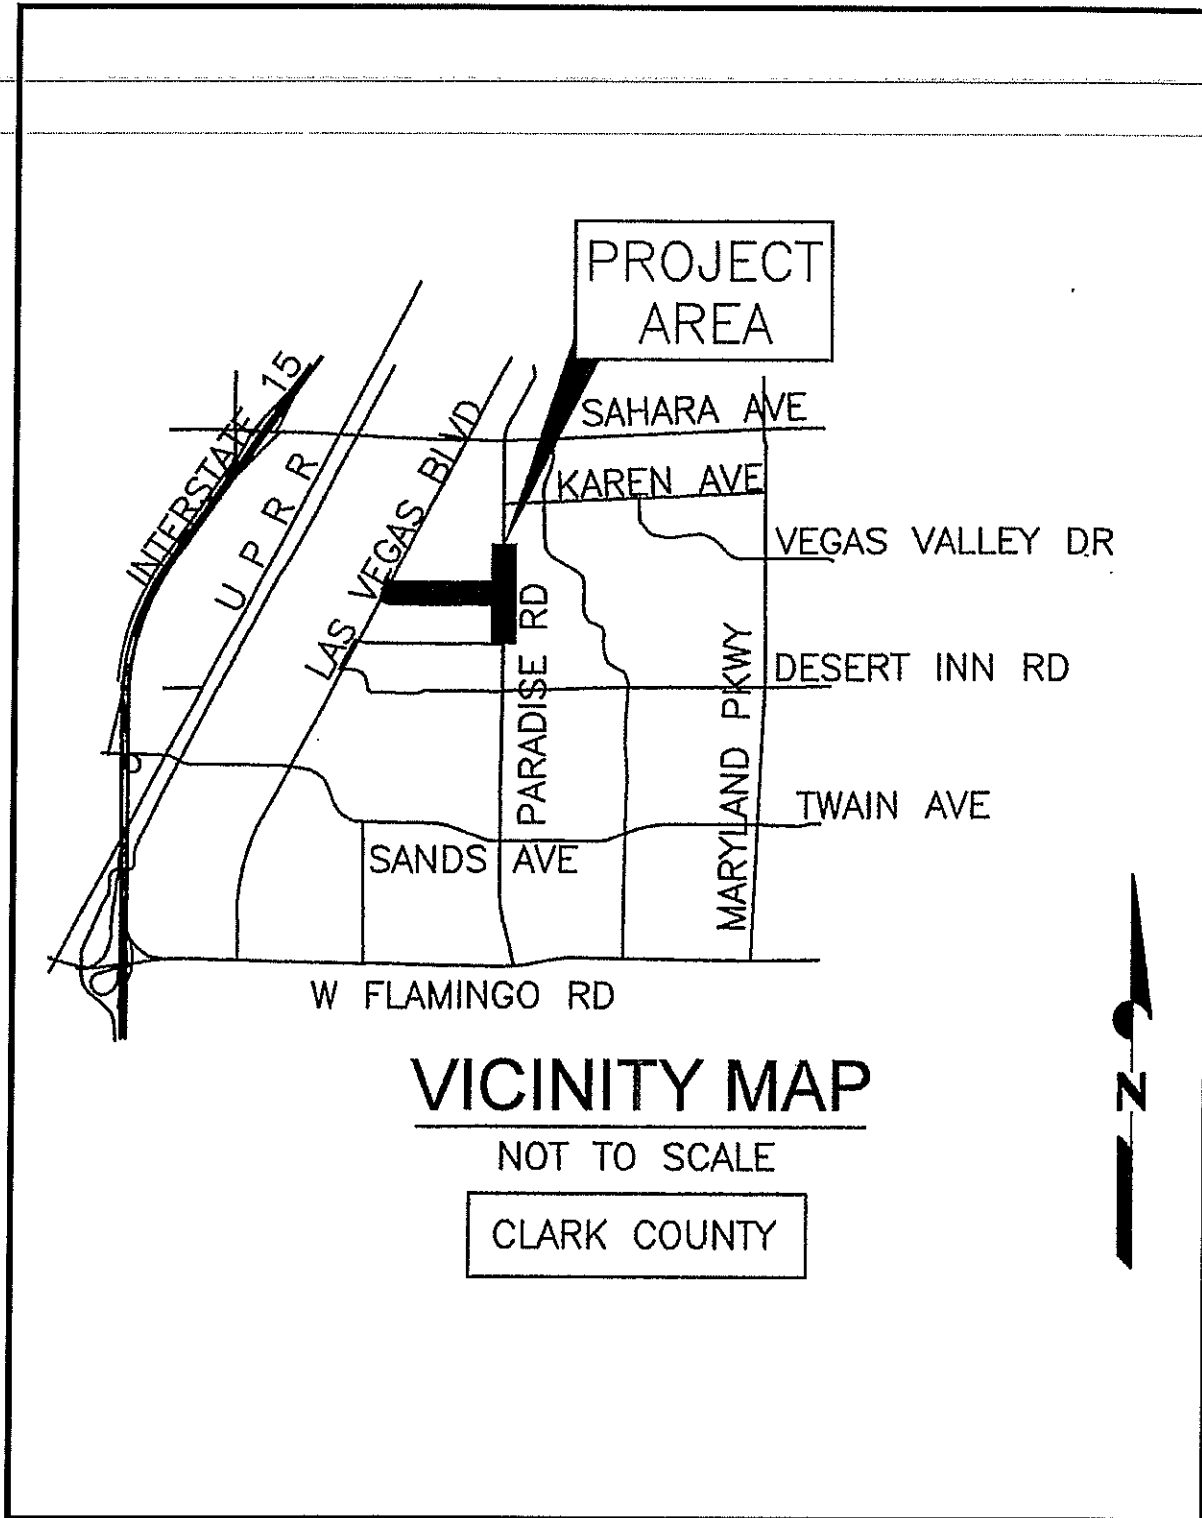 PROJECT
AREA
SAHARA AVE
KAREN AVE
VEGAS VALLEY DR
INTERSTATE 15
U P R R
LAS VEGAS BLVD
PARADISE RD
MARYLAND PKWY
DESERT INN RD
TWAIN AVE
SANDS AVE
W FLAMINGO RD
VICINITY MAP
NOT TO SCALE
CLARK COUNTY
N